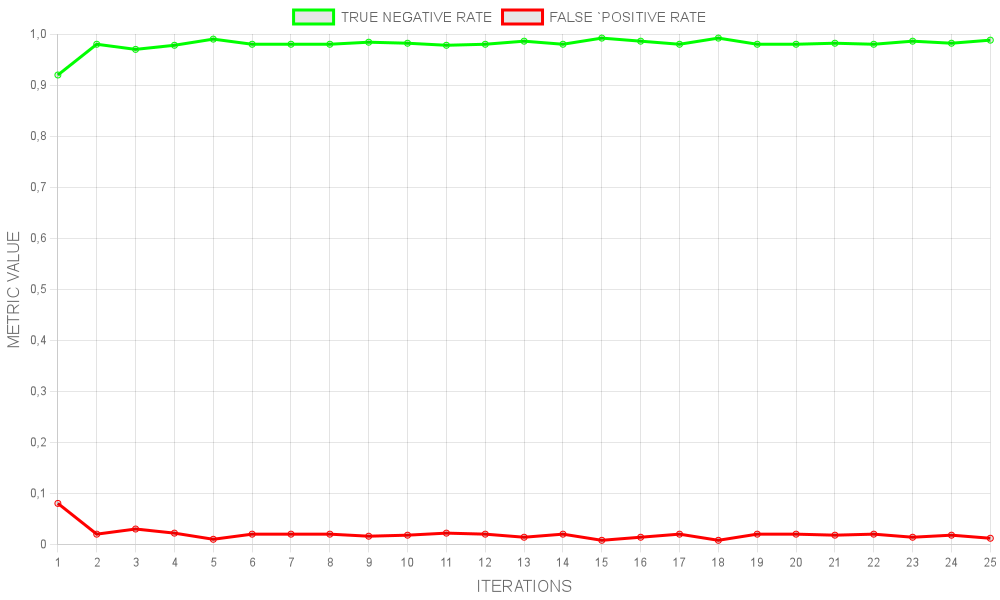 TRUE NEGATIVE RATE FALSE `POSITIVE RATE
1,0
0,9
0,8
0,7
0,6
0,5
0,4
0,3
0,2
0,1
0
METRIC VALUE
1 2 3 4 5 6 7 8 9 10 11 12 13 14 15 16 17 18 19 20 21 22 23 24 25
ITERATIONS